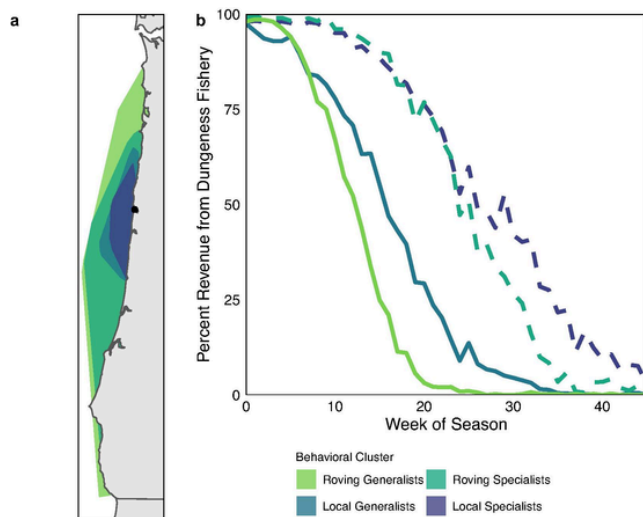 a
b
Percent Revenue from Dungeness Fishery
100
75
50
25
0
0 10 20 30 40
Week of Season
Behavioral Cluster
Roving Generalists Roving Specialists
Local Generalists Local Specialists